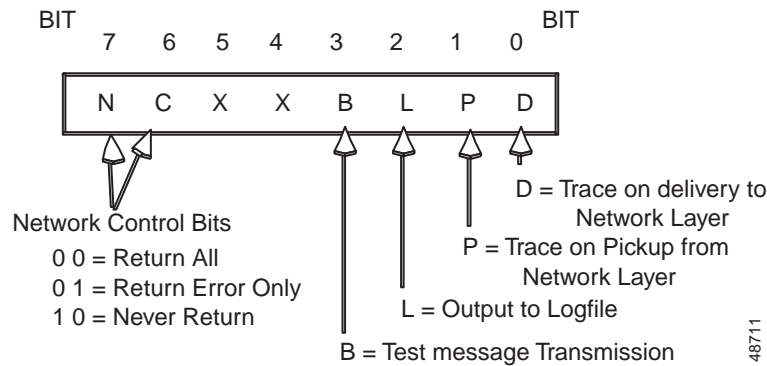 BIT BIT
7 6 5 4 3 2 1 0
N C X X B L P D
D = Trace on delivery to
Network Layer
Network Control Bits
P = Trace on Pickup from
Network Layer
0 0 = Return All
0 1 = Return Error Only
1 0 = Never Return
L = Output to Logfile
B = Test message Transmission
48711